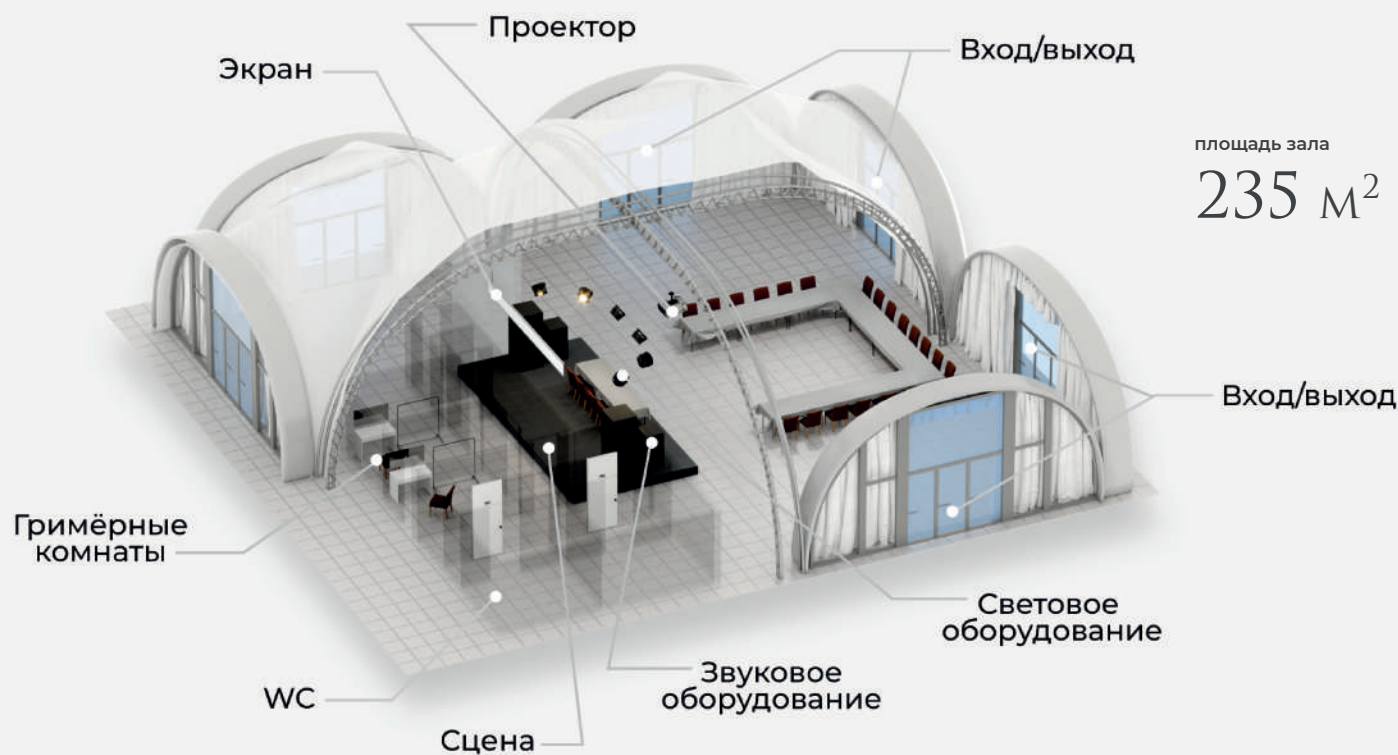 Проектор
Вход/выход
Экран
площадь зала
235 м²
Вход/выход
Гримёрные
комнаты
Световое
оборудование
Звуковое
оборудование
WC
Сцена